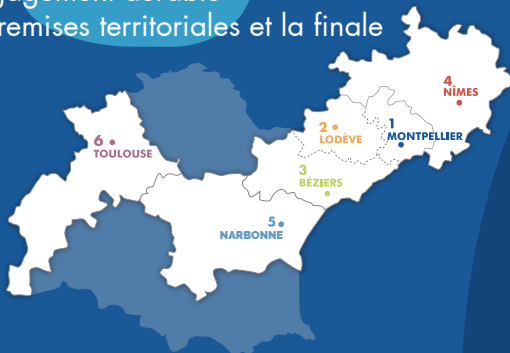 remises territoriales et la finale
4
NÎMES
1
MONTPELLIER
2
LODÈVE
3
BÉZIERS
6
TOULOUSE
5
NARBONNE